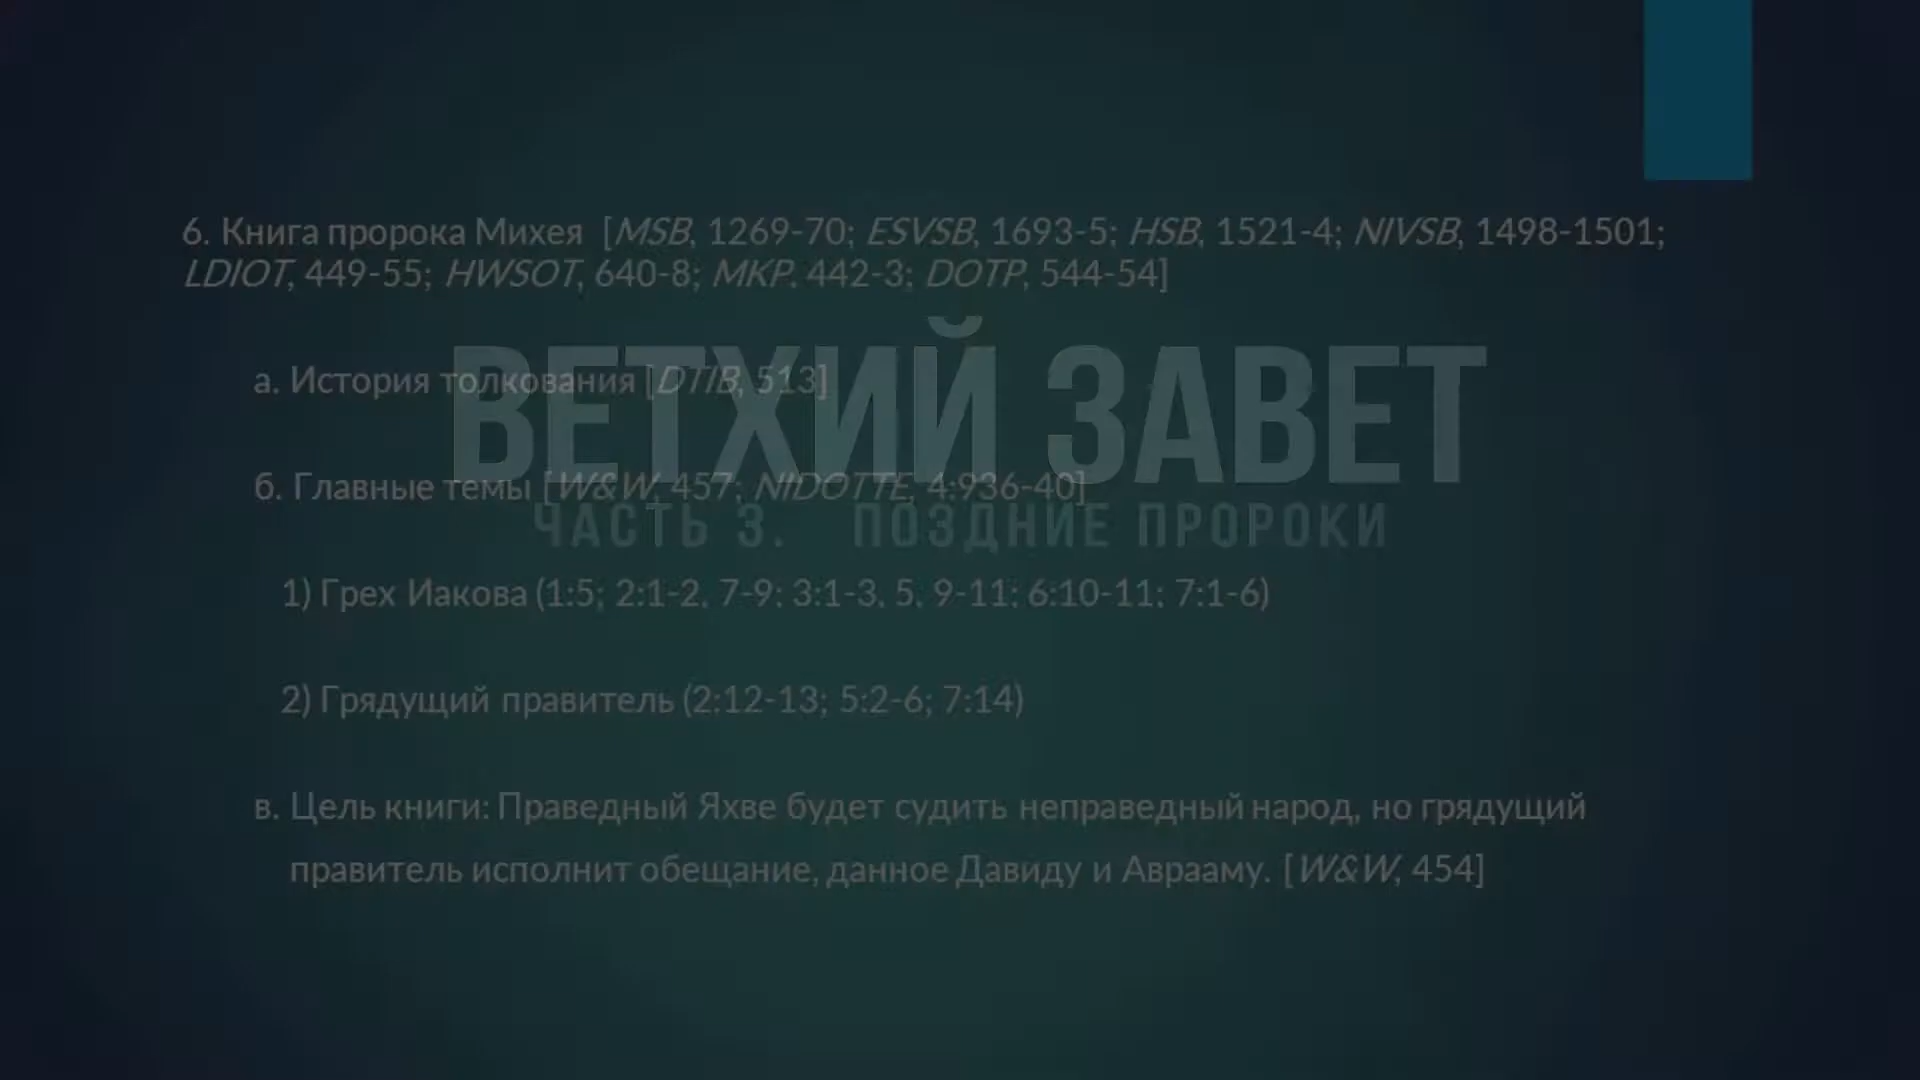 6. Книга пророка Михея [MSB, 1269-70; ESVSB, 1693-5; HSB, 1521-4; NIVSB, 1498-1501;
LDIOT, 449-55; HWSOT, 640-8; MKP. 442-3; DOTP, 544-54]
ВЕТХИЙ ЗАВЕТ
а. История толкования [DTIB, 513]
б. Главные темы [W&W, 457; NIDOTTE, 4:936-40]
ЧАСТЬ 3. ПОЗДНИЕ ПРОРОКИ
1) Грех Иакова (1:5; 2:1-2, 7-9; 3:1-3, 5, 9-11; 6:10-11; 7:1-6)
2) Грядущий правитель (2:12-13; 5:2-6; 7:14)
в. Цель книги: Праведный Яхве будет судить неправедный народ, но грядущий
правитель исполнит обещание, данное Давиду и Аврааму. [W&W, 454]